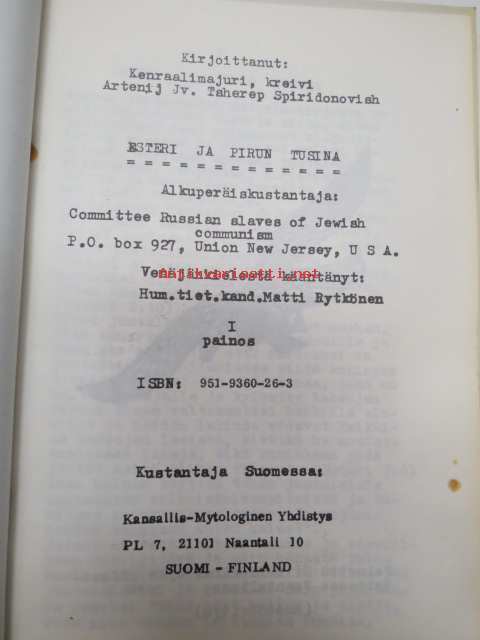 Kirjoittanut:
Kenraalimajuri, kreivi
Artenij Jv. Taherep Spiridonovish
ESTERI JA PIRUN TUSINA
= = = = = = = = = = = = =
Alkuperäiskustantaja:
Committee Russian slaves of Jewish
communism
P.O. box 927, Union New Jersey, U S A.
Venäjänkielestä kääntänyt:
Hum.tiet.kand.Matti Rytkönen
I
painos
ISBN: 951-9360-26-3
Kustantaja Suomessa:
Kansallis-Mytologinen Yhdistys
PL 7, 21101 Naantali 10
SUOMI - FINLAND